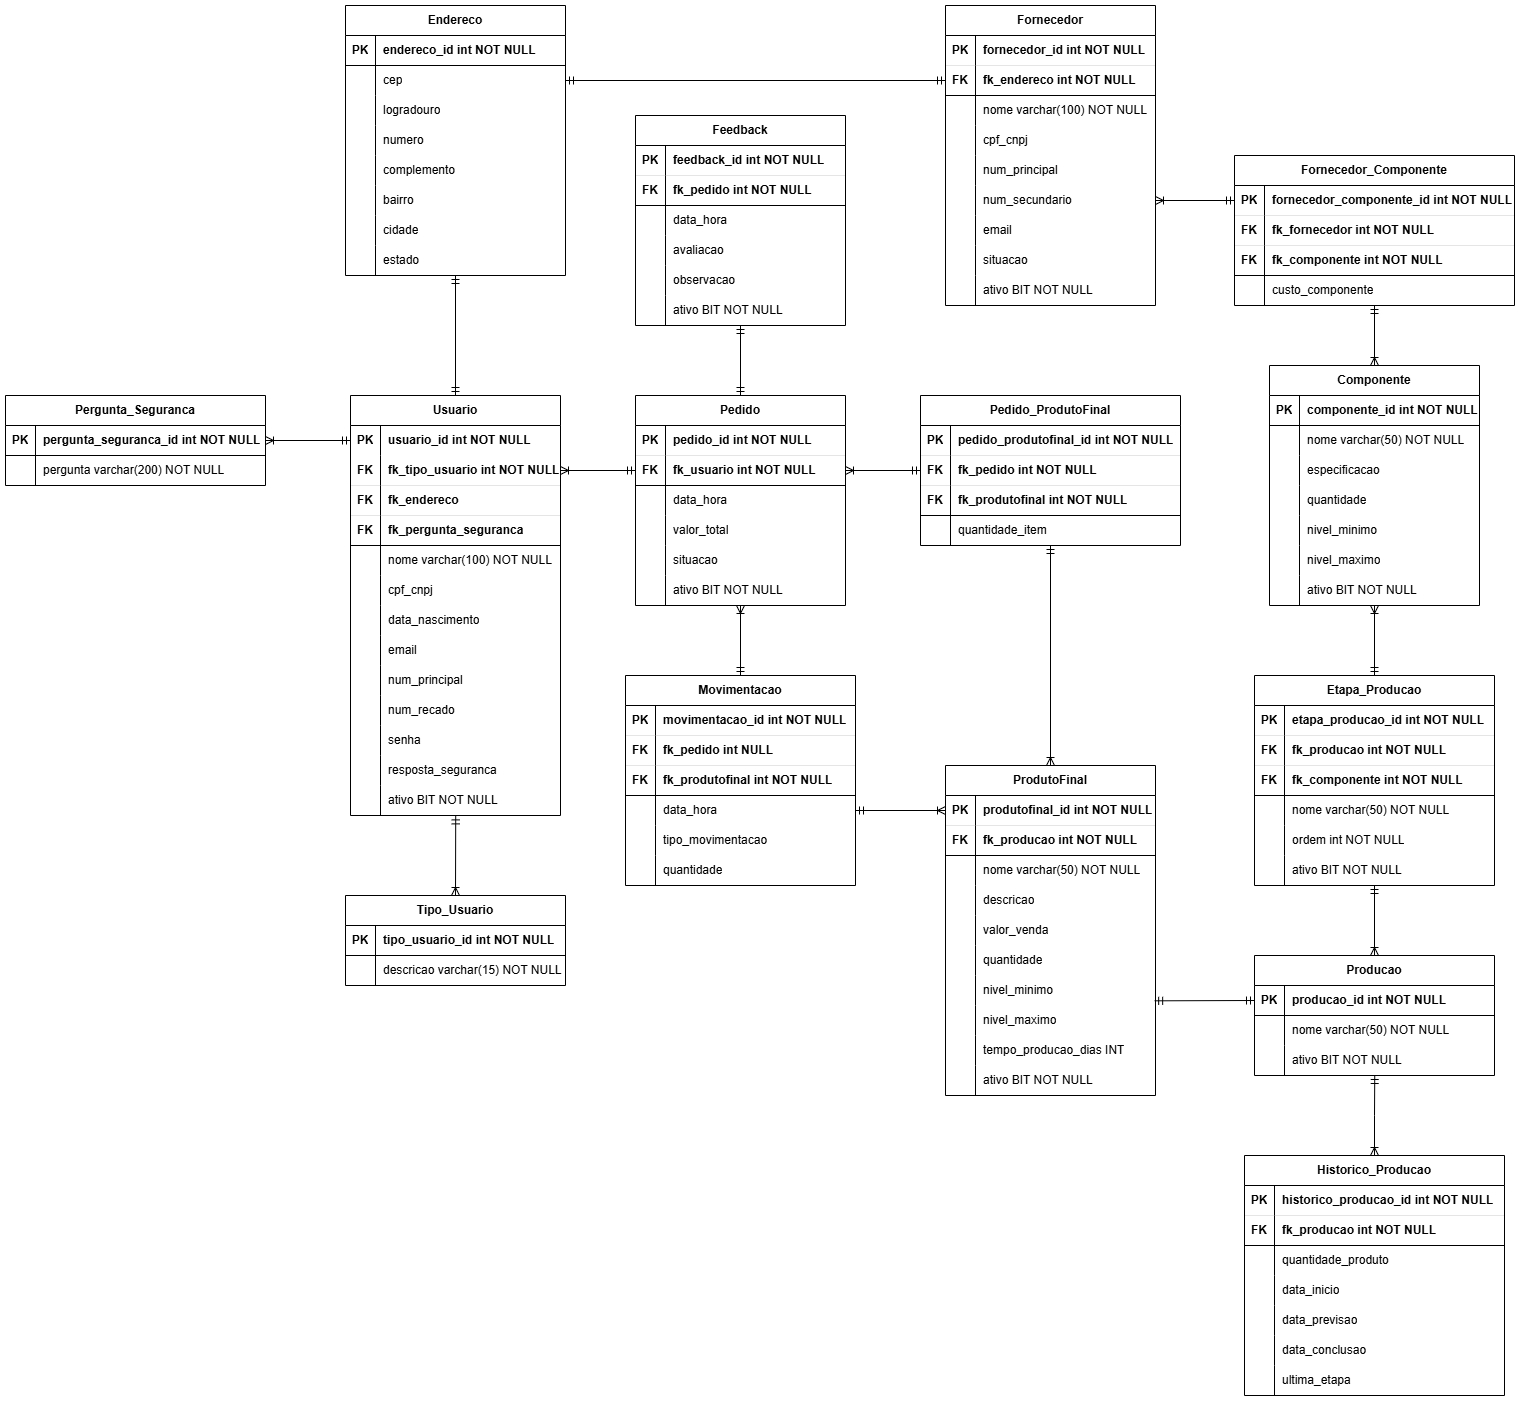 Endereco
PK endereco_id int NOT NULL
cep
logradouro
numero
complemento
bairro
cidade
estado
Fornecedor
PK fornecedor_id int NOT NULL
FK fk_endereco int NOT NULL
nome varchar(100) NOT NULL
cpf_cnpj
num_principal
num_secundario
email
situacao
ativo BIT NOT NULL
Feedback
PK feedback_id int NOT NULL
FK fk_pedido int NOT NULL
data_hora
avaliacao
observacao
ativo BIT NOT NULL
Fornecedor_Componente
PK fornecedor_componente_id int NOT NULL
FK fk_fornecedor int NOT NULL
FK fk_componente int NOT NULL
custo_componente
Pergunta_Seguranca
PK pergunta_seguranca_id int NOT NULL
pergunta varchar(200) NOT NULL
Usuario
PK usuario_id int NOT NULL
FK fk_tipo_usuario int NOT NULL
FK fk_endereco
FK fk_pergunta_seguranca
nome varchar(100) NOT NULL
cpf_cnpj
data_nascimento
email
num_principal
num_recado
senha
resposta_seguranca
ativo BIT NOT NULL
Pedido
PK pedido_id int NOT NULL
FK fk_usuario int NOT NULL
data_hora
valor_total
situacao
ativo BIT NOT NULL
Pedido_ProdutoFinal
PK pedido_produtofinal_id int NOT NULL
FK fk_pedido int NOT NULL
FK fk_produtofinal int NOT NULL
quantidade_item
Componente
PK componente_id int NOT NULL
nome varchar(50) NOT NULL
especificacao
quantidade
nivel_minimo
nivel_maximo
ativo BIT NOT NULL
Movimentacao
PK movimentacao_id int NOT NULL
FK fk_pedido int NULL
FK fk_produtofinal int NOT NULL
data_hora
tipo_movimentacao
quantidade
ProdutoFinal
PK produtofinal_id int NOT NULL
FK fk_producao int NOT NULL
nome varchar(50) NOT NULL
descricao
valor_venda
quantidade
nivel_minimo
nivel_maximo
tempo_producao_dias INT
ativo BIT NOT NULL
Etapa_Producao
PK etapa_producao_id int NOT NULL
FK fk_producao int NOT NULL
FK fk_componente int NOT NULL
nome varchar(50) NOT NULL
ordem int NOT NULL
ativo BIT NOT NULL
Tipo_Usuario
PK tipo_usuario_id int NOT NULL
descricao varchar(15) NOT NULL
Producao
PK producao_id int NOT NULL
nome varchar(50) NOT NULL
ativo BIT NOT NULL
Historico_Producao
PK historico_producao_id int NOT NULL
FK fk_producao int NOT NULL
quantidade_produto
data_inicio
data_previsao
data_conclusao
ultima_etapa